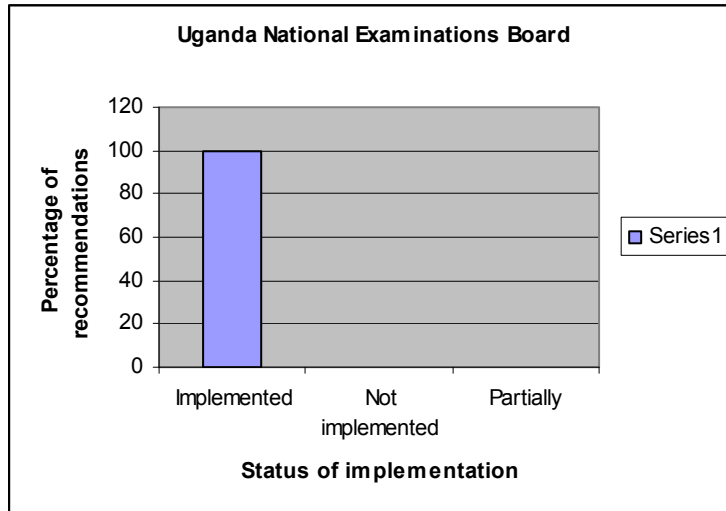 Uganda National Examinations Board
Percentage of
recommendations
120
100
80
60
40
20
0
Implemented
Not
implemented
Partially
Status of implementation
Series1